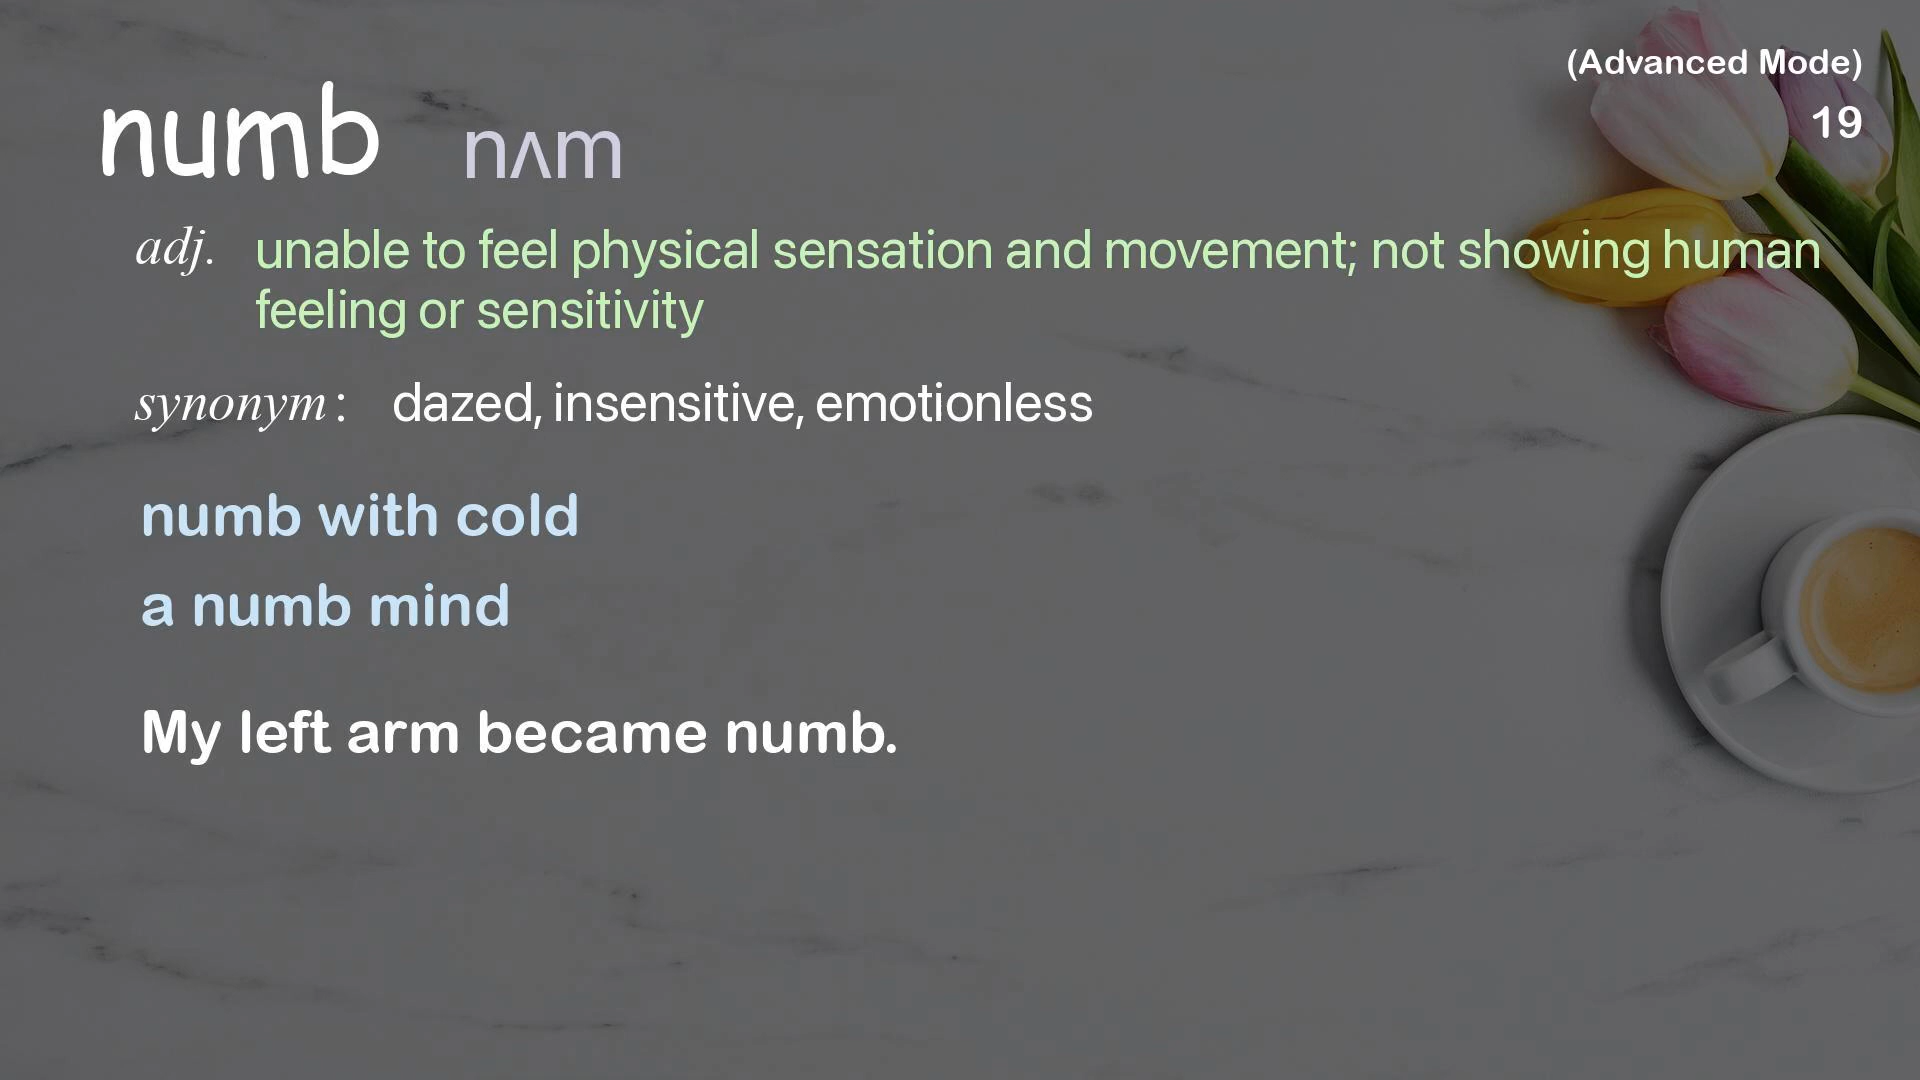 (Advanced Mode)
19
numb nʌm
adj. unable to feel physical sensation and movement; not showing human
feeling or sensitivity
synonym : dazed, insensitive, emotionless
numb with cold
a numb mind
My left arm became numb.